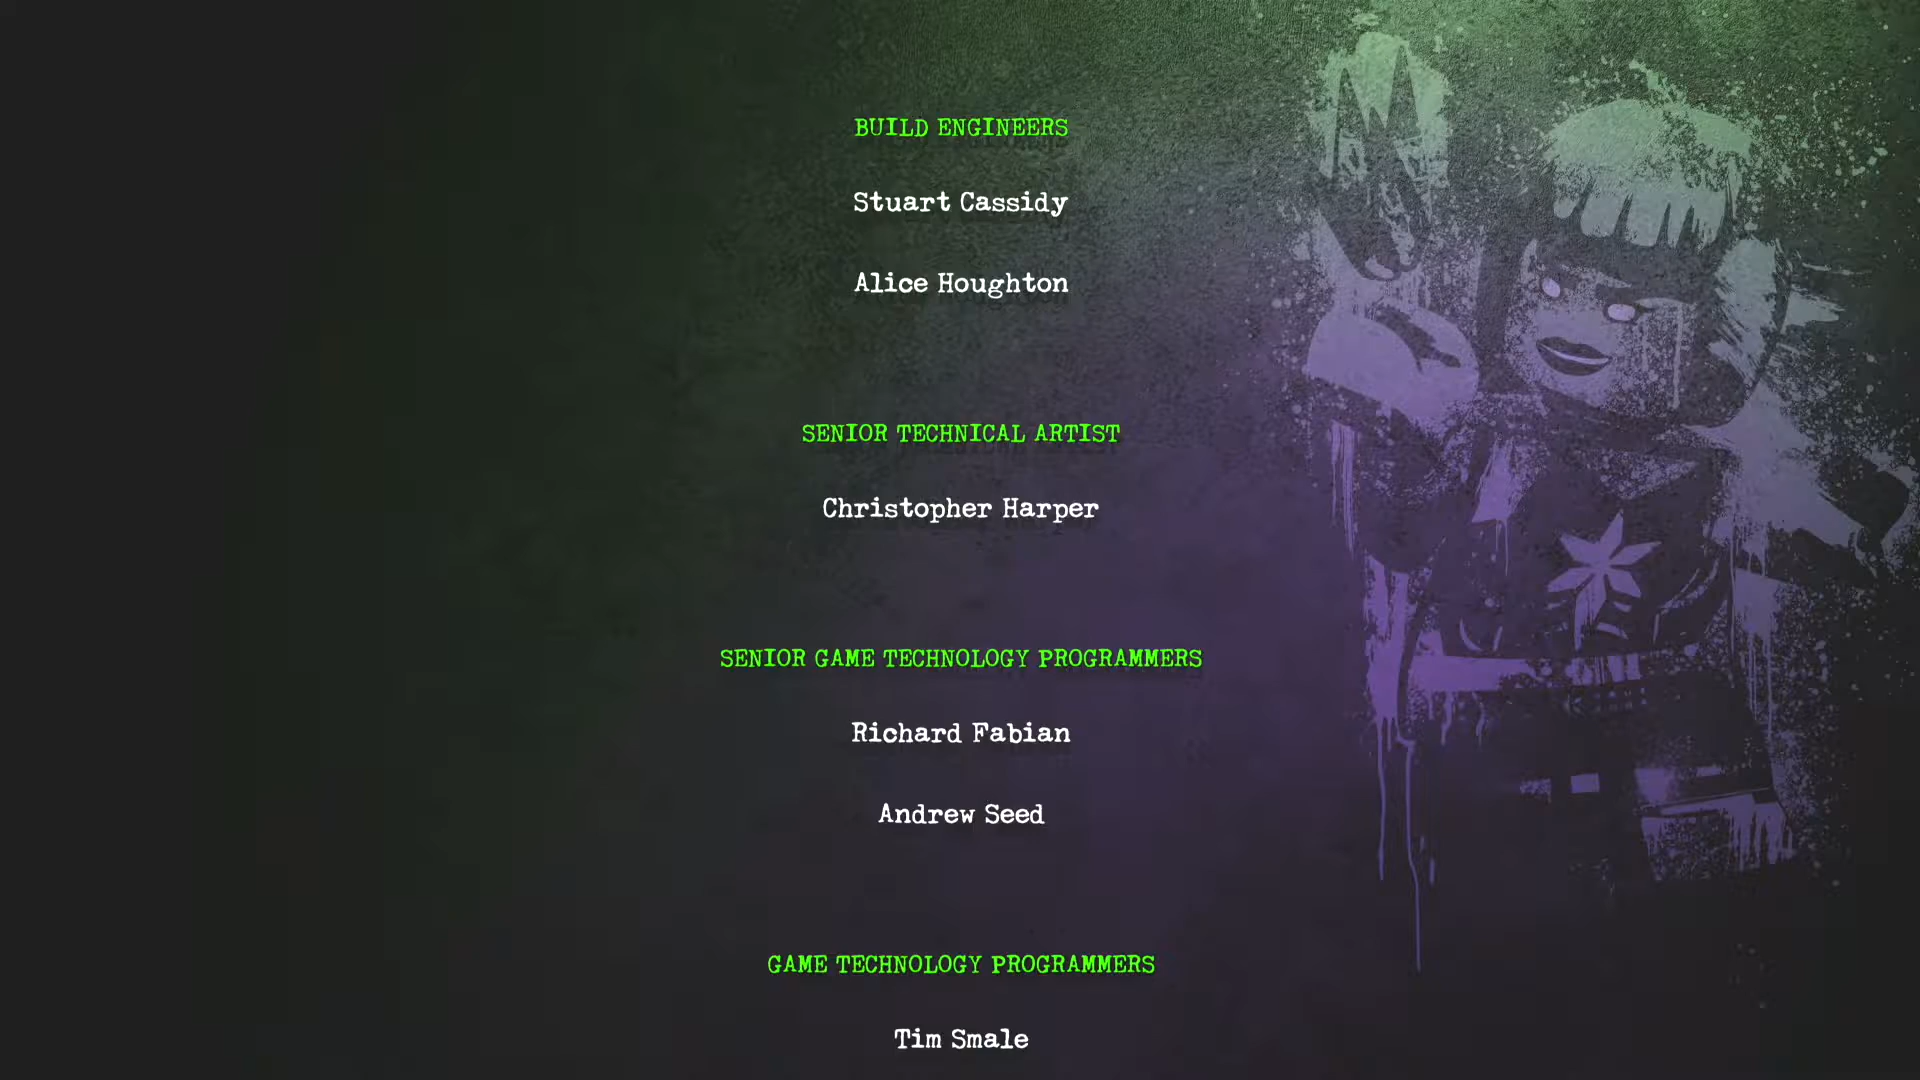 BUILD ENGINEERS
Stuart Cassidy
Alice Houghton
SENIOR TECHNICAL ARTIST
Christopher Harper
SENIOR GAME TECHNOLOGY PROGRAMMERS
Richard Fabian
Andrew Seed
GAME TECHNOLOGY PROGRAMMERS
Tim Smale